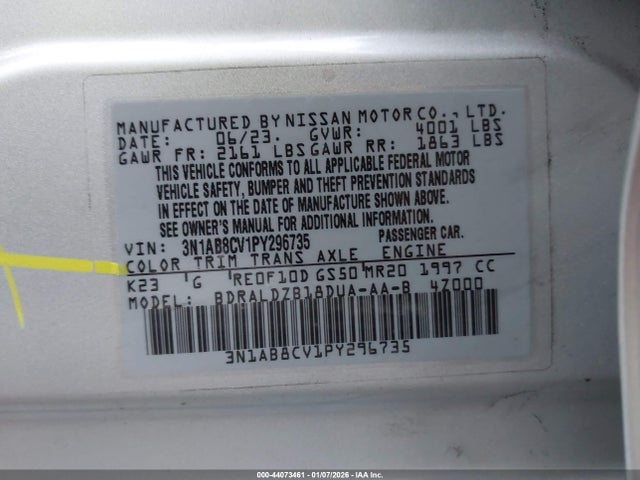 MANUFACTURED BY NISSAN MOTOR CO., LTD.
DATE: 06/23. GVWR: 4001 LBS
GAWR FR: 2161 LBS GAWR RR: 1863 LBS
THIS VEHICLE CONFORMS TO ALL APPLICABLE FEDERAL MOTOR
VEHICLE SAFETY, BUMPER AND THEFT PREVENTION STANDARDS
IN EFFECT ON THE DATE OF MANUFACTURE SHOWN ABOVE.
SEE OWNER'S MANUAL FOR ADDITIONAL INFORMATION.
VIN: 3N1AB8CV1PY296735 PASSENGER CAR.
COLOR TRIM TRANS AXLE ENGINE
K23 G RE0F10D GS50 MR20 1997 CC
MODEL: BDRALDZB18DUA-AA-B 4Z000
3N1AB8CV1PY296735
000-44073461 - 01/07/2026 - IAA Inc.